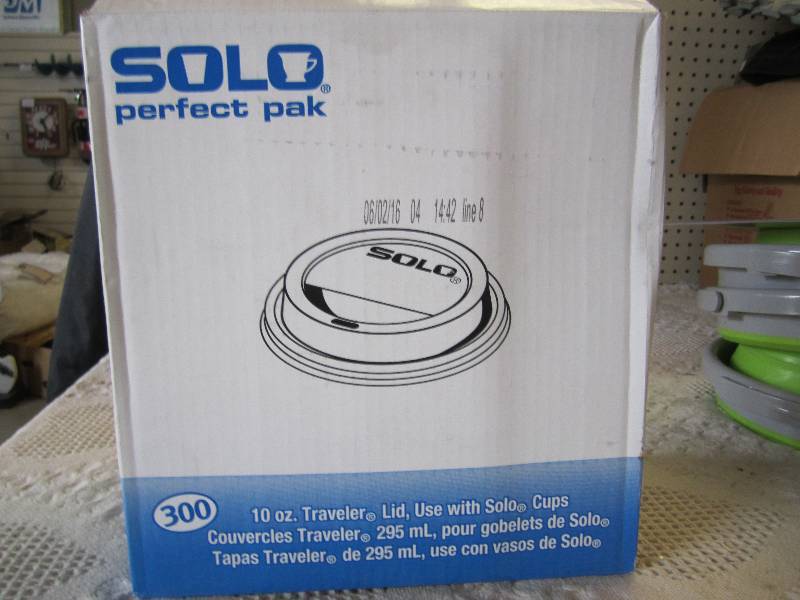 SOLO®
perfect pak
06/02/16 04 14:42 line 8
SOLO®
300
10 oz. Traveler® Lid, Use with Solo® Cups
Couvercles Traveler® 295 mL, pour gobelets de Solo®
Tapas Traveler® de 295 mL, use con vasos de Solo®